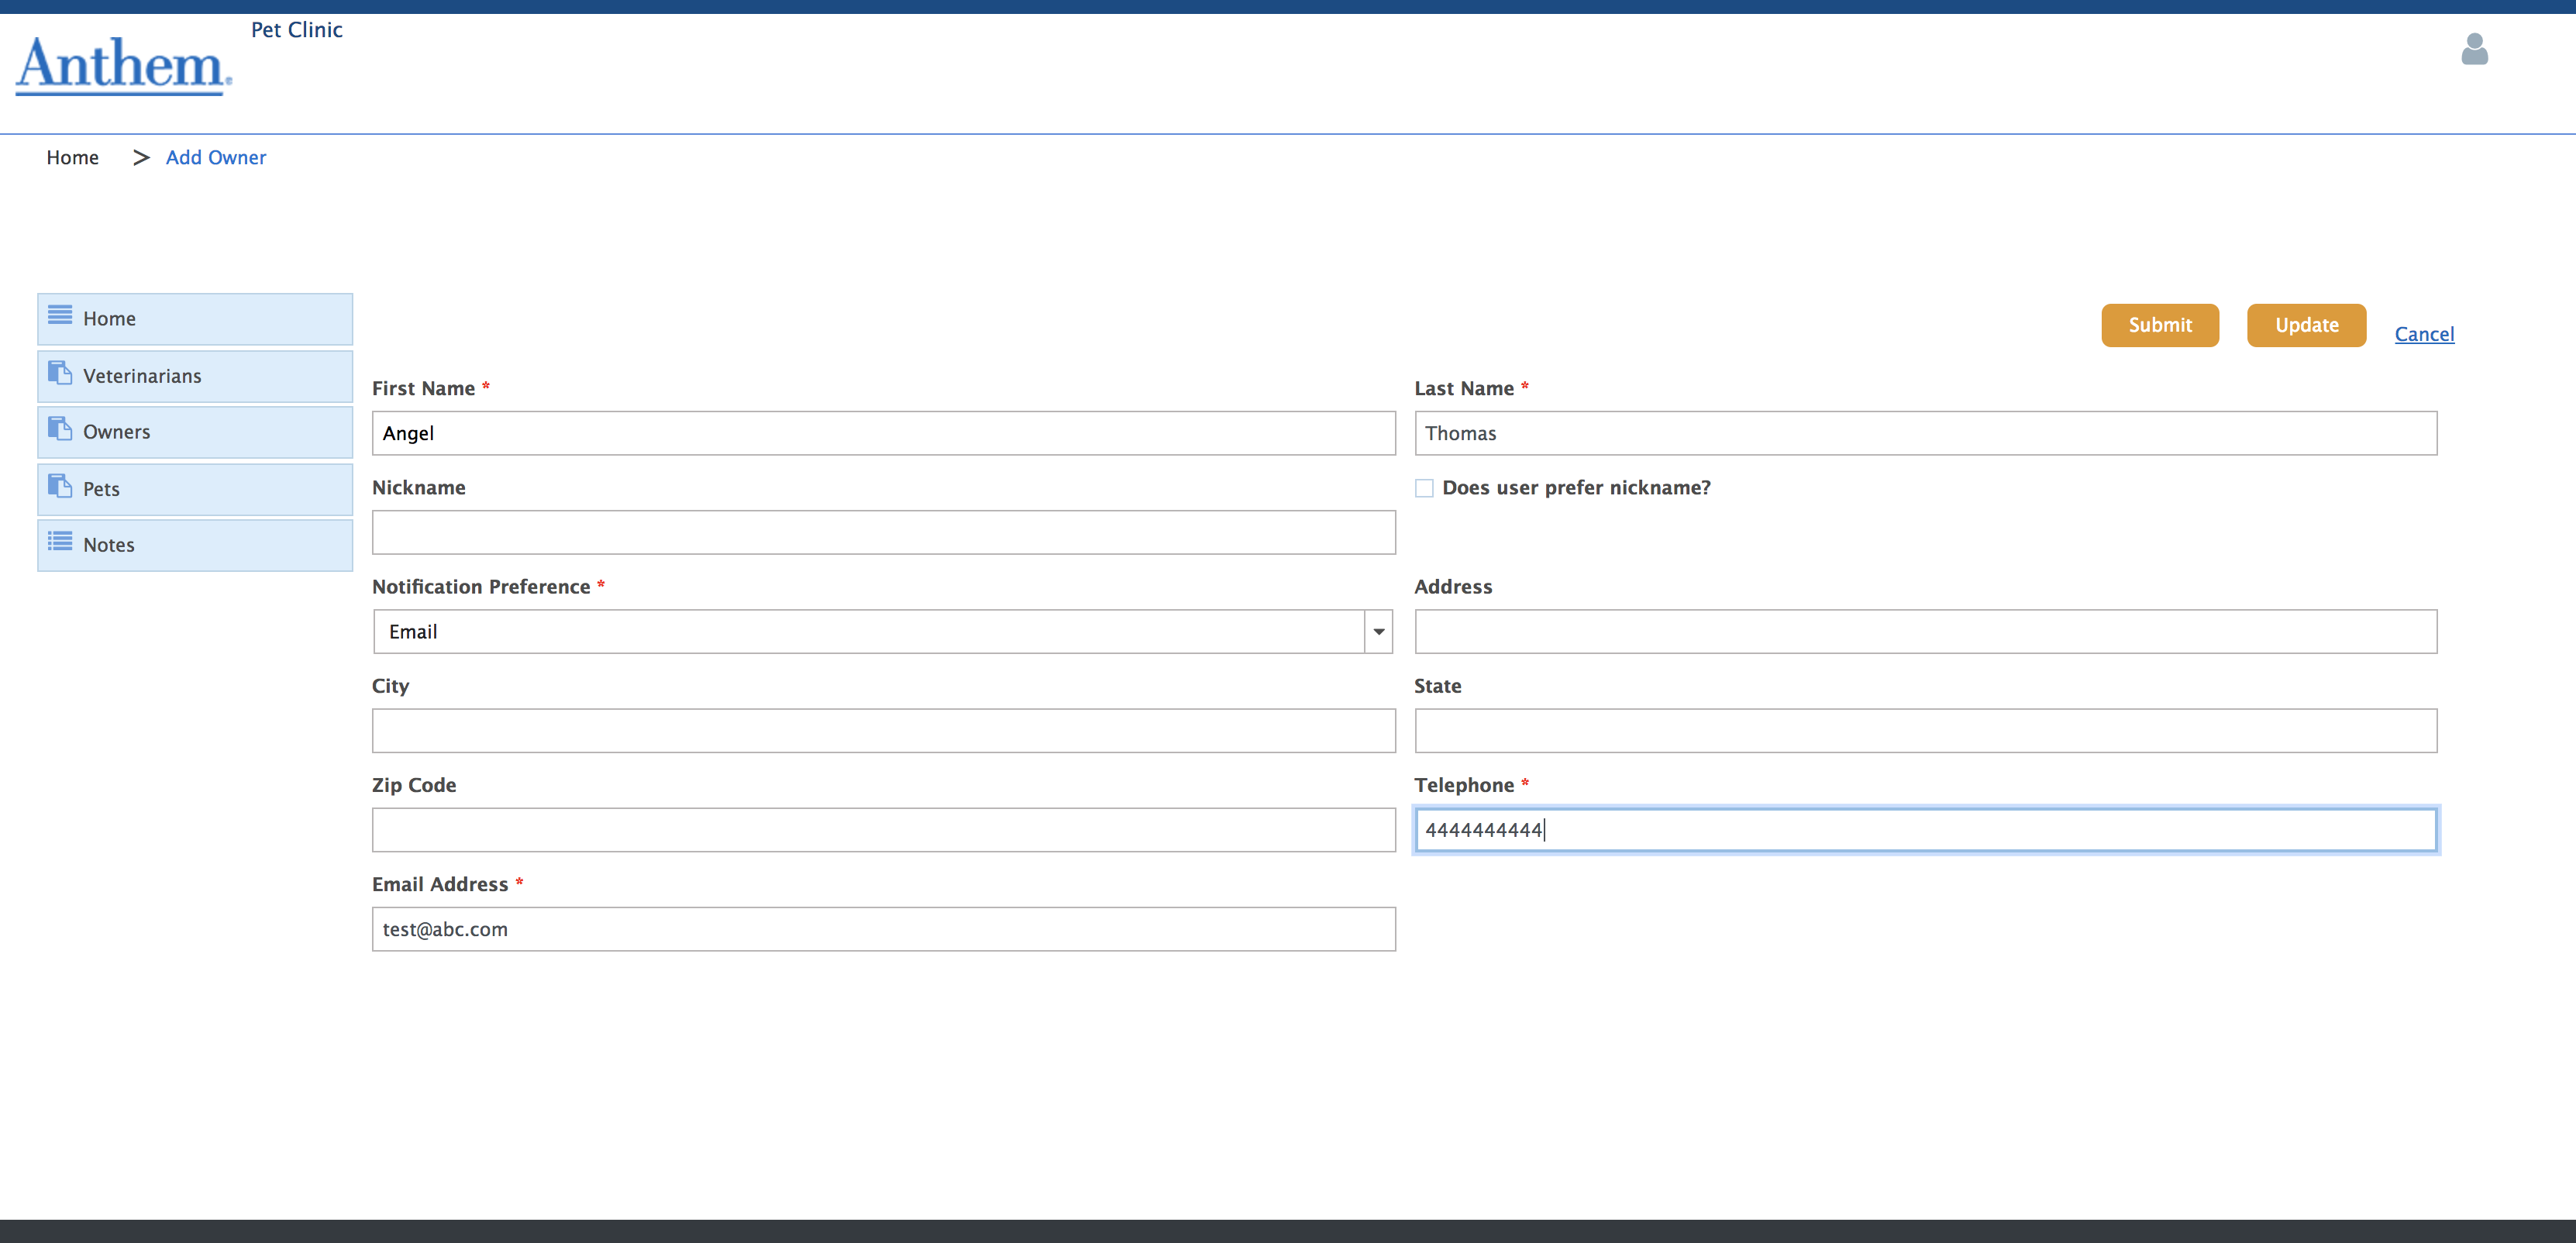 Pet Clinic
Anthem.
Home > Add Owner
Home
Veterinarians
Owners
Pets
Notes
Submit Update Cancel
First Name * Last Name *
Angel Thomas
Nickname Does user prefer nickname?
Notification Preference * Address
Email
City State
Zip Code Telephone *
4444444444
Email Address *
test@abc.com